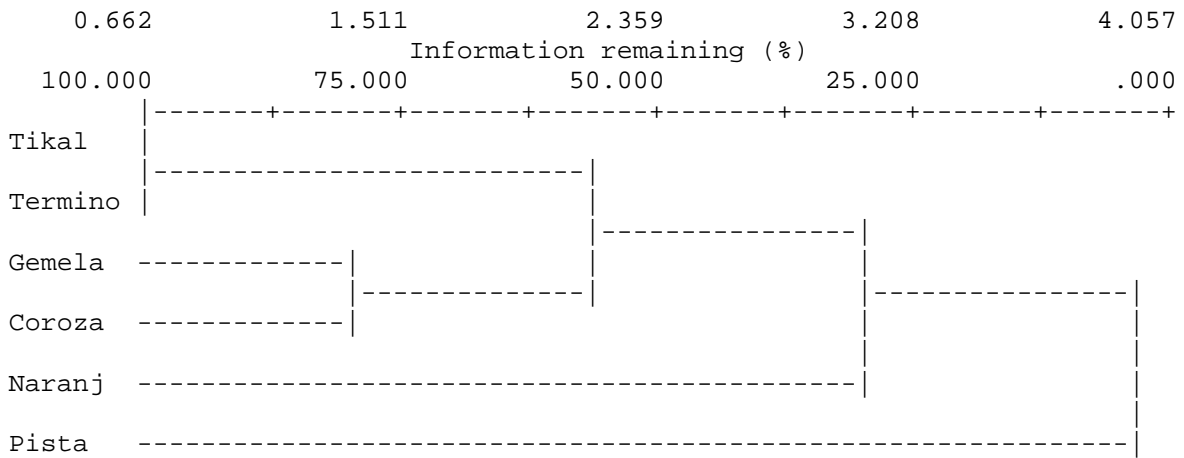 0.662 1.511 2.359 3.208 4.057
Information remaining (%)
100.000 75.000 50.000 25.000 .000
|-------+-------+-------+-------+-------+-------+-------+-------+
Tikal |
|---------------------------|
Termino | |
|----------------|
Gemela -------------| | |
|--------------| |----------------|
Coroza -------------| | |
| |
Naranj ---------------------------------------------| |
|
Pista --------------------------------------------------------------|